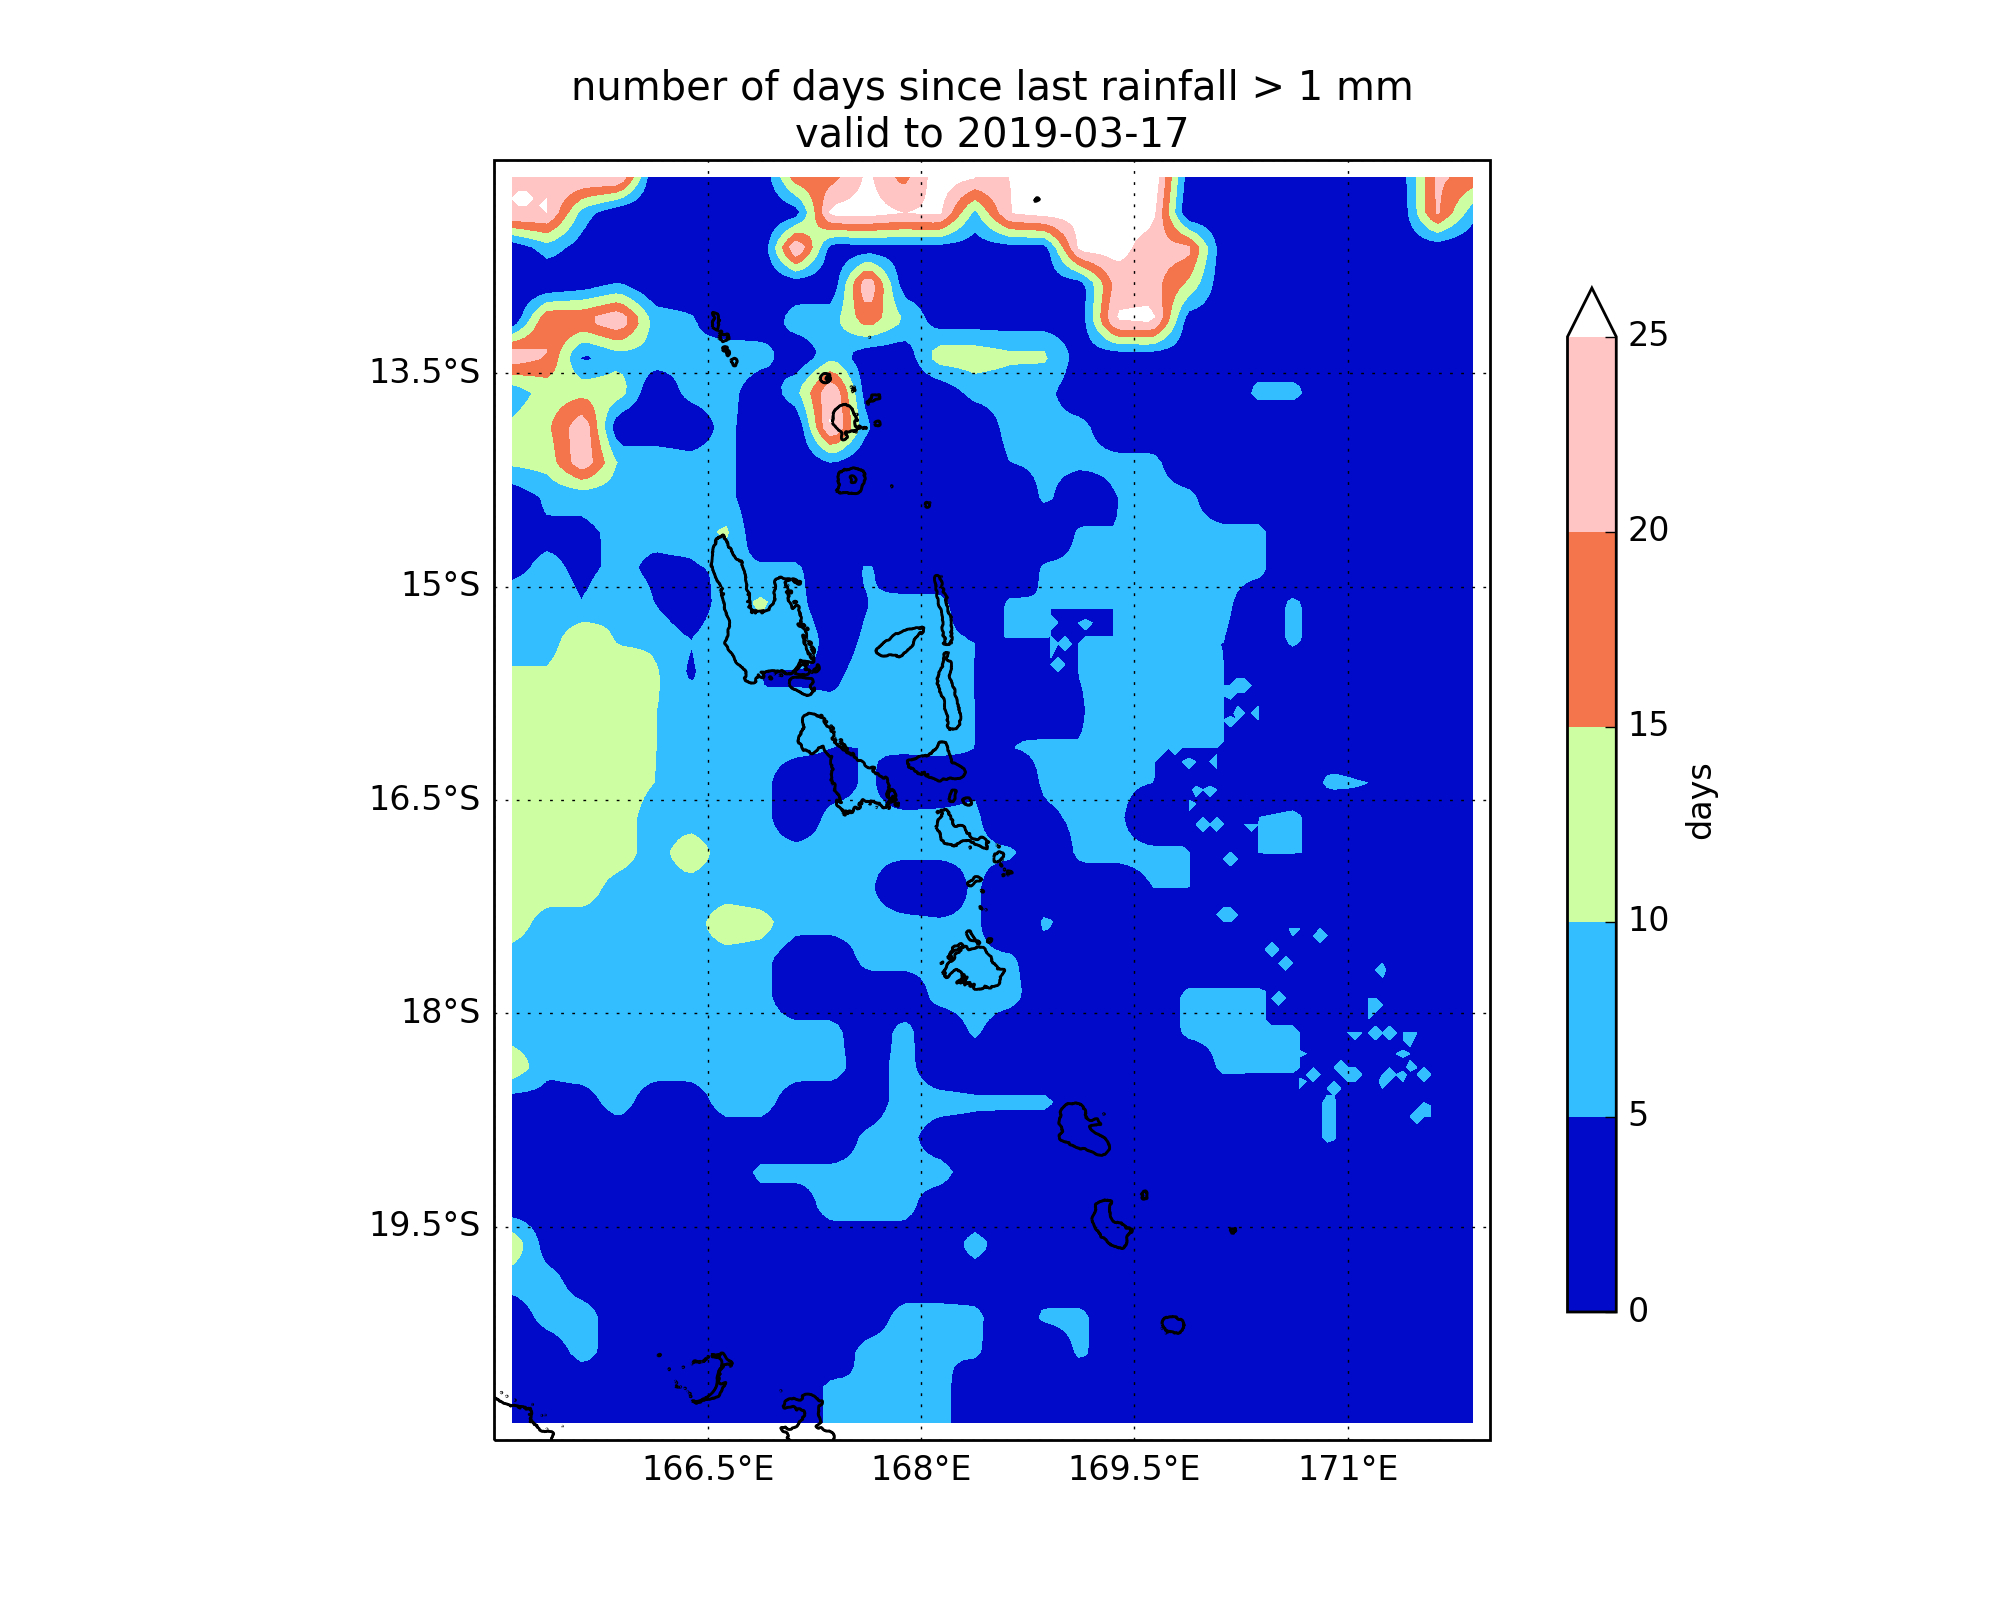 number of days since last rainfall > 1 mm
valid to 2019-03-17
13.5°S
15°S
16.5°S
18°S
19.5°S
166.5°E
168°E
169.5°E
171°E
25
20
15
10
5
0
days